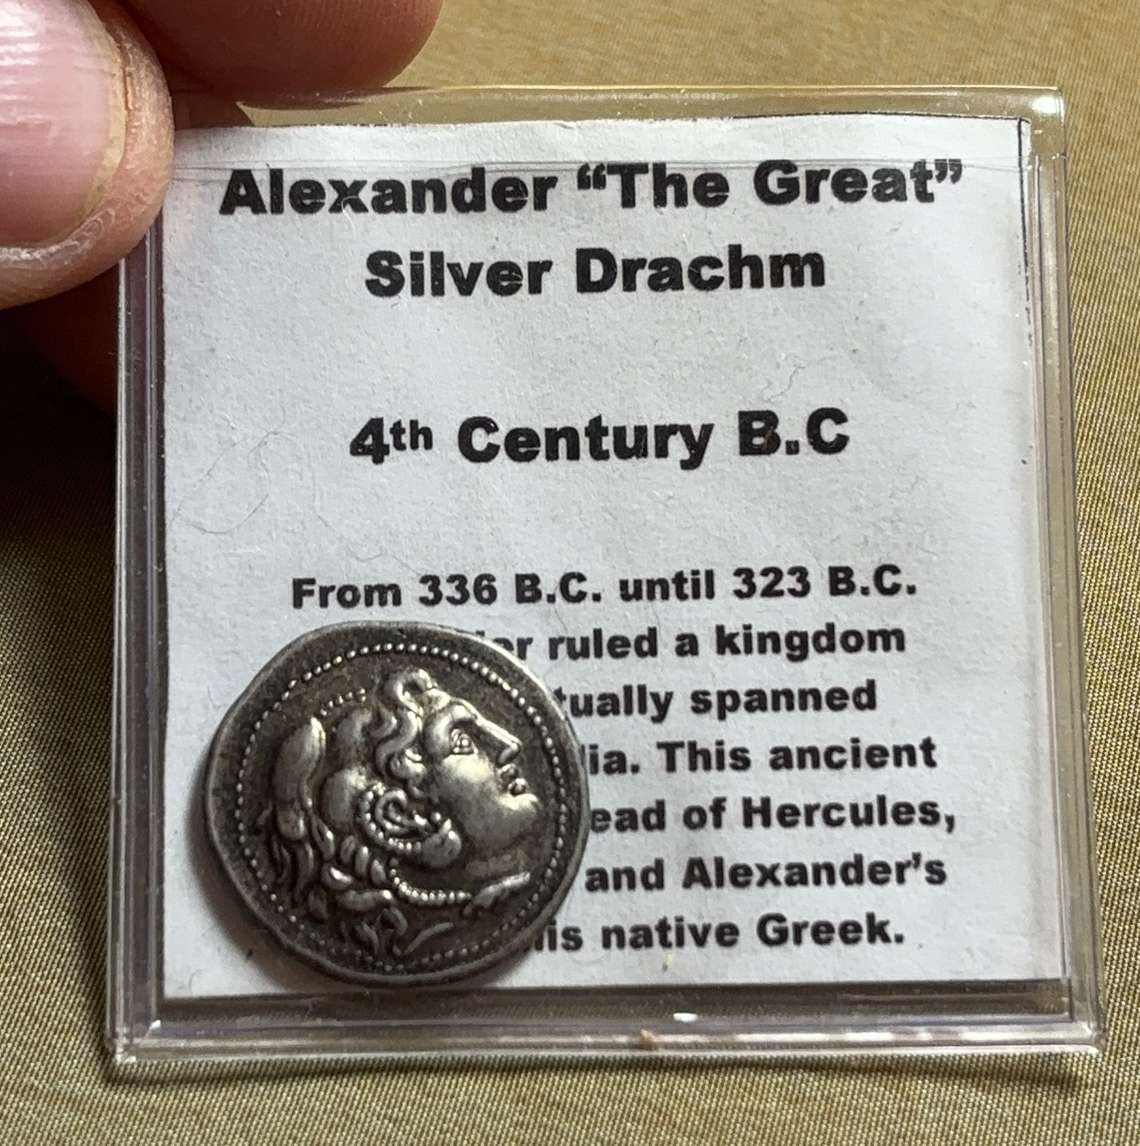 Alexander “The Great”
Silver Drachm
4th Century B.C
From 336 B.C. until 323 B.C.
ruled a kingdom
spanned
This ancient
of Hercules,
and Alexander’s
native Greek.